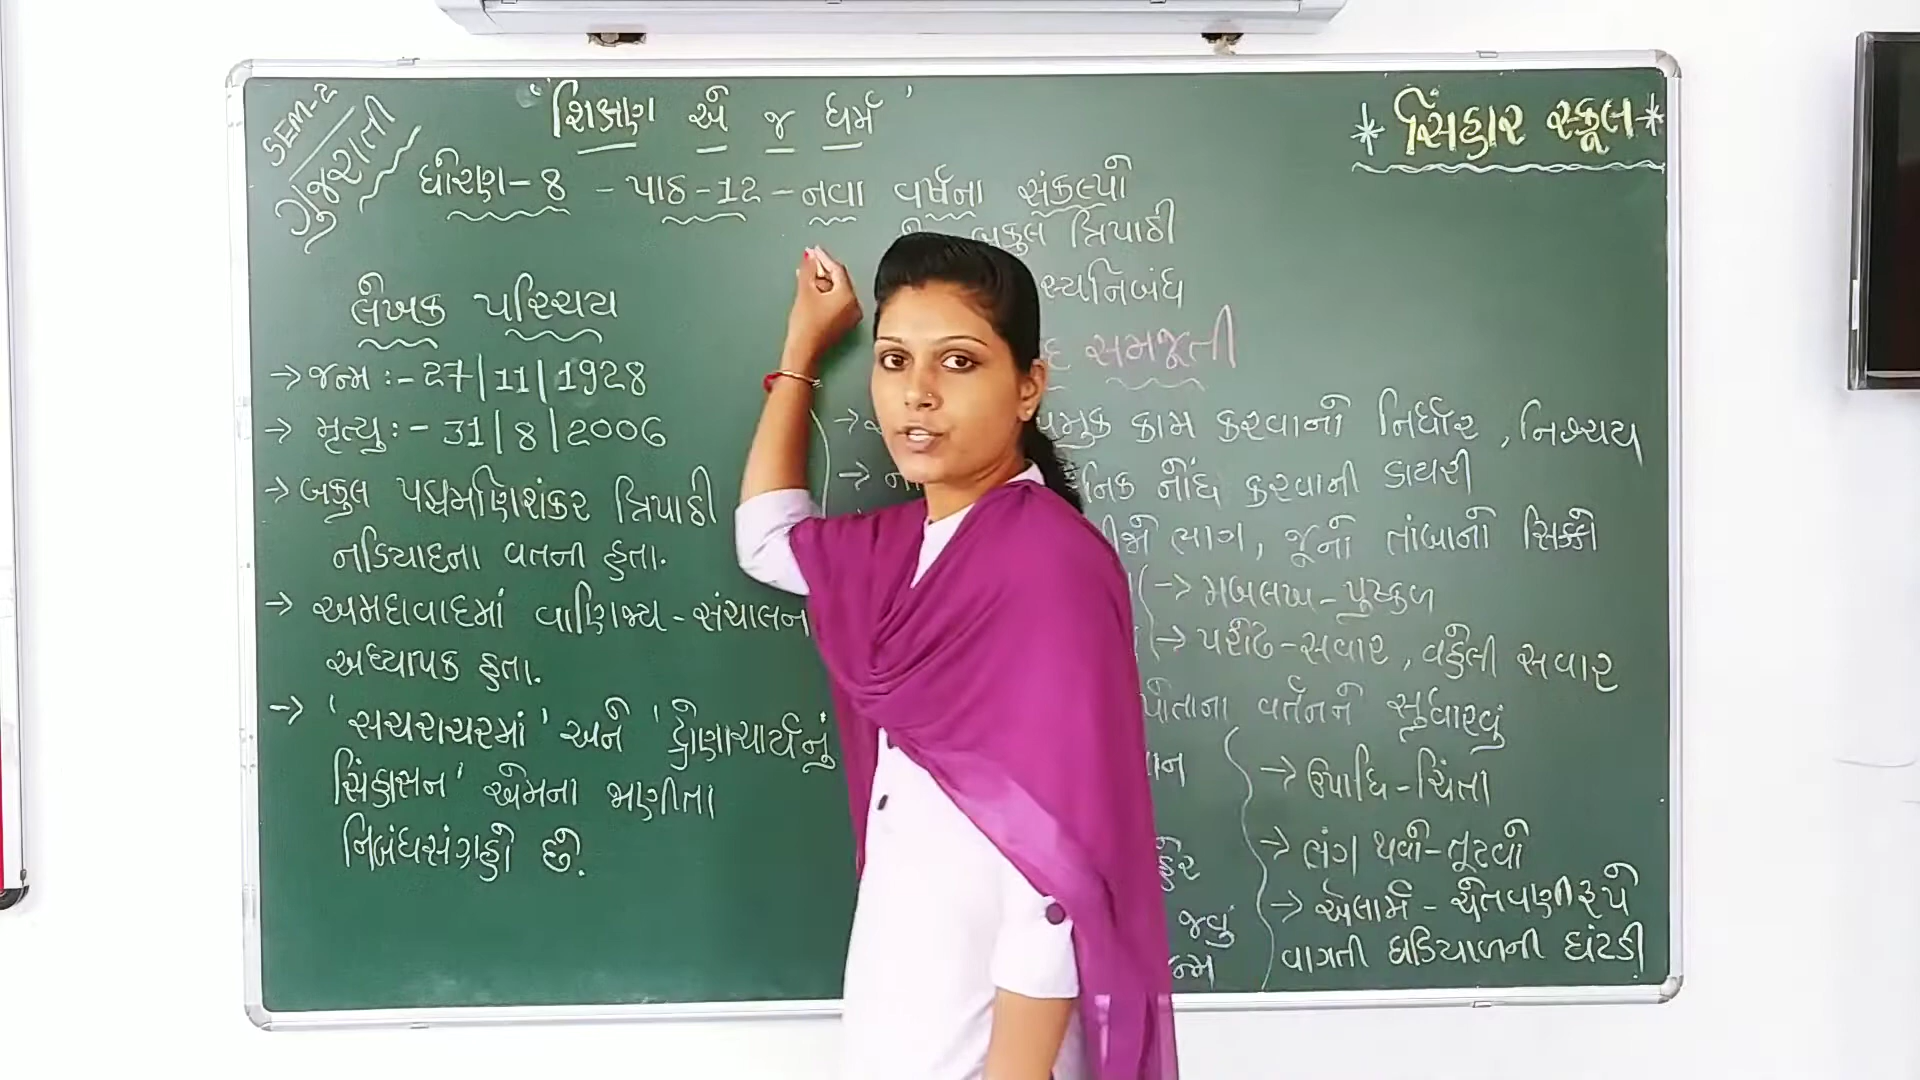 SEM-2
ગુજરાતી
'શિક્ષણ એ જ ધર્મ'
* સિંહાર સ્કૂલ *
ધોરણ-8 - પાઠ-12 - નવા વર્ષના સંકલ્પો
બકુલ ત્રિપાઠી
સ્યનિબંધ
સમજૂતી
લેખક પરિચય
→ જન્મ :- 27/11/1928
→ મૃત્યુ :- 31/8/2006
→ બકુલ પદ્મમણિશંકર ત્રિપાઠી
નડિયાદના વતની હતા.
→ અમદાવાદમાં વાણિજ્ય-સંચાલન
અધ્યાપક હતા.
→ 'સચરાચરમાં' અને 'દ્રોણાચાર્યનું
સિંહાસન' એમના જાણીતા
નિબંધસંગ્રહો છે.
કામ કરવાનો નિર્ધાર, નિશ્ચય
નિક નોંધ કરવાની ડાયરી
ભાગ, જૂનો તાંબાનો સિક્કો
→ મબલખ-પુષ્કળ
→ પરોઢ-સવાર, વહેલી સવાર
પોતાના વર્તનને સુધારવું
→ ઉપાધિ-ચિંતા
→ ભંગ થવો-તૂટવો
→ એલાર્મ - ચેતવણીરૂપે
વાગતી ઘડિયાળની ઘંટડી
જવું